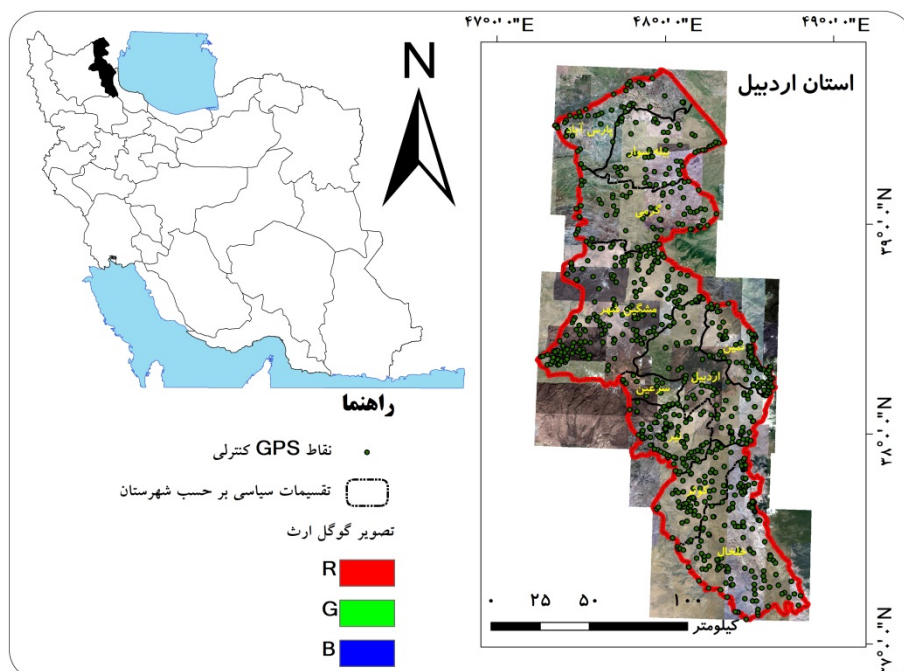 ۴۷°۰'۰"E
۴۸°۰'۰"E
۴۹°۰'۰"E
N
استان اردبیل
پارس آباد
بیله سوار
گرمی
۳۹°۰'۰"N
مشگین شهر
نمین
اردبیل
سرعین
نیر
۳۸°۰'۰"N
کوثر
خلخال
۳۷°۰'۰"N
راهنما
نقاط GPS کنترلی
تقسیمات سیاسی بر حسب شهرستان
تصویر گوگل ارث
R
G
B
۰ ۲۵ ۵۰ ۱۰۰
کیلومتر